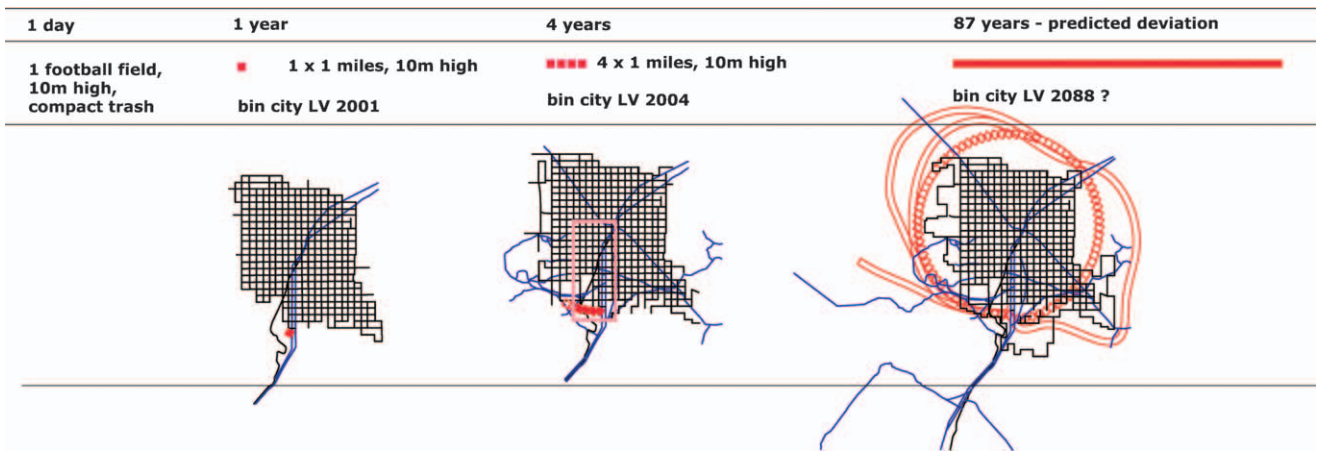 1 day
1 year
4 years
87 years - predicted deviation
1 football field,
10m high,
compact trash
1 x 1 miles, 10m high
bin city LV 2001
4 x 1 miles, 10m high
bin city LV 2004
bin city LV 2088 ?